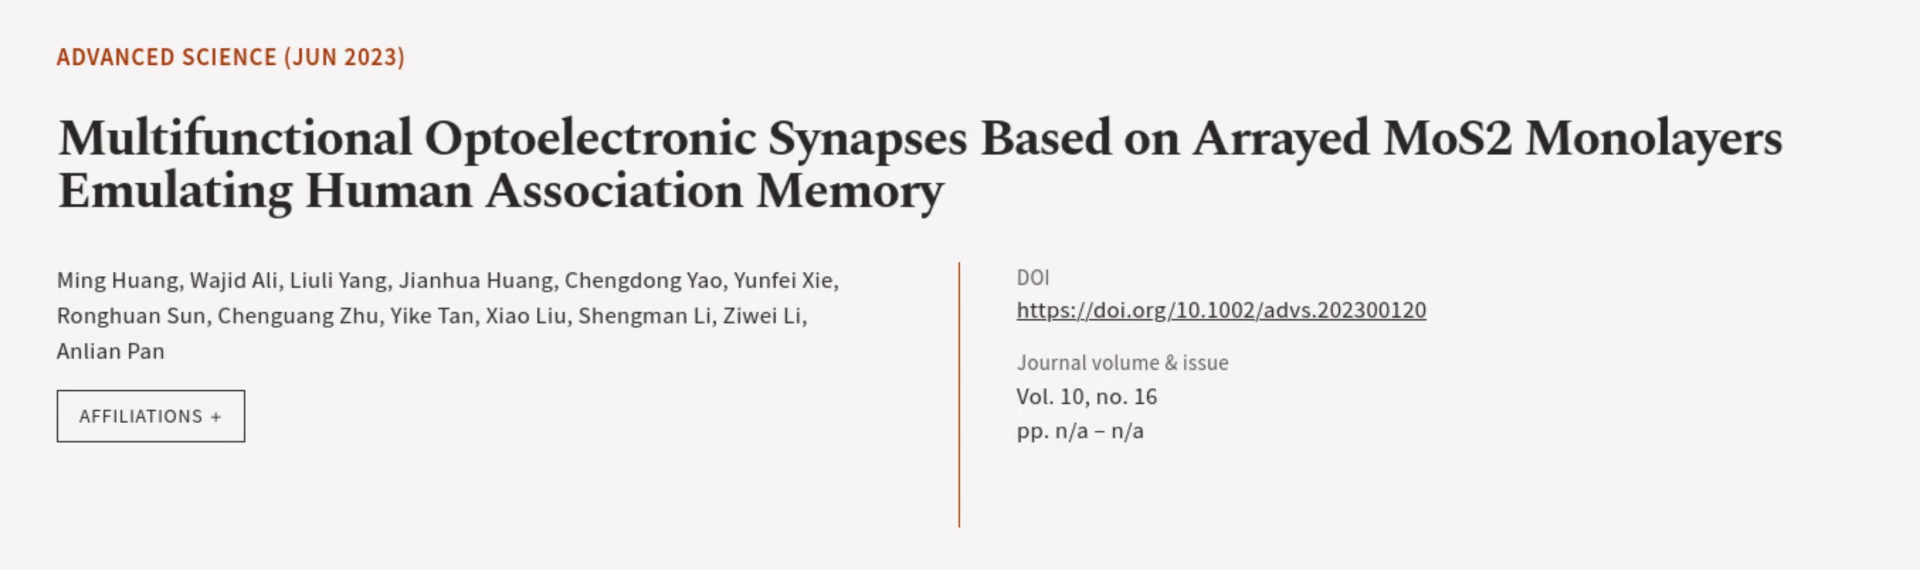 ADVANCED SCIENCE (JUN 2023)
Multifunctional Optoelectronic Synapses Based on Arrayed MoS2 Monolayers
Emulating Human Association Memory
Ming Huang, Wajid Ali, Liuli Yang, Jianhua Huang, Chengdong Yao, Yunfei Xie,
Ronghuan Sun, Chenguang Zhu, Yike Tan, Xiao Liu, Shengman Li, Ziwei Li,
Anlian Pan
AFFILIATIONS +
DOI
https://doi.org/10.1002/advs.202300120
Journal volume & issue
Vol. 10, no. 16
pp. n/a – n/a